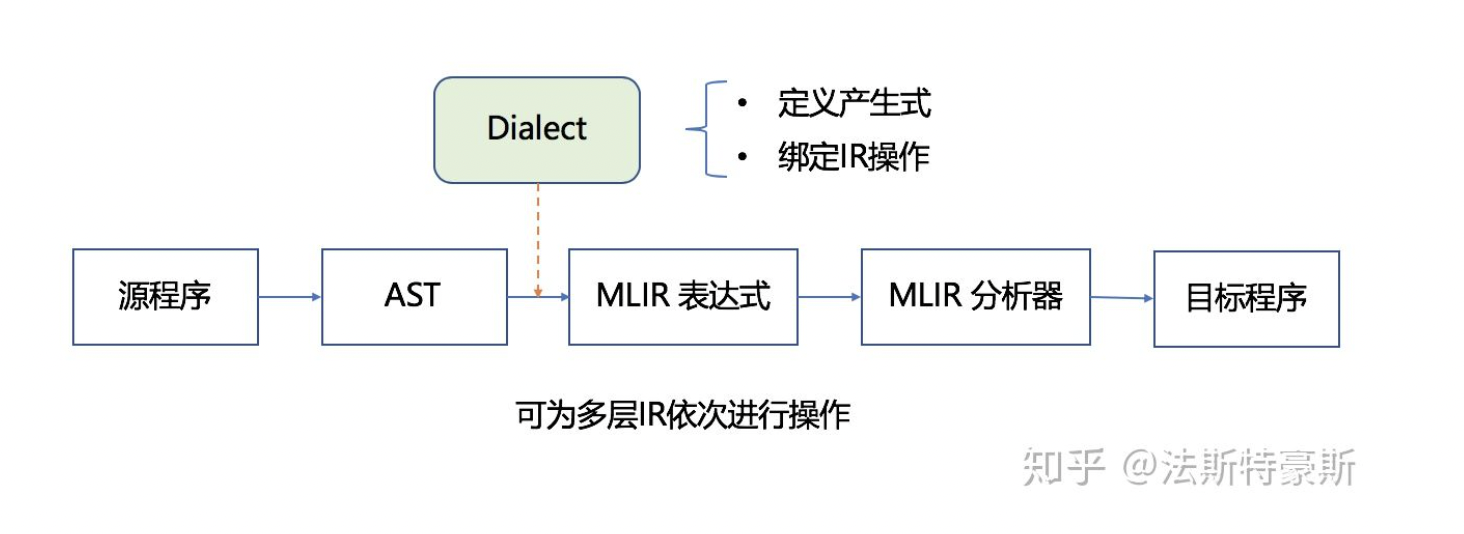 Dialect
• 定义产生式
• 绑定IR操作
源程序
AST
MLIR 表达式
MLIR 分析器
目标程序
可为多层IR依次进行操作
知乎 @法斯特豪斯